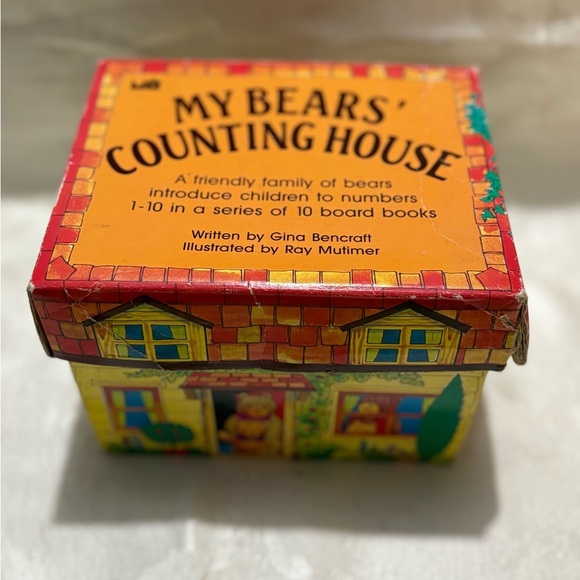 MY BEARS'
COUNTING HOUSE
A friendly family of bears
introduce children to numbers
1-10 in a series of 10 board books
Written by Gina Bencraft
Illustrated by Ray Mutimer